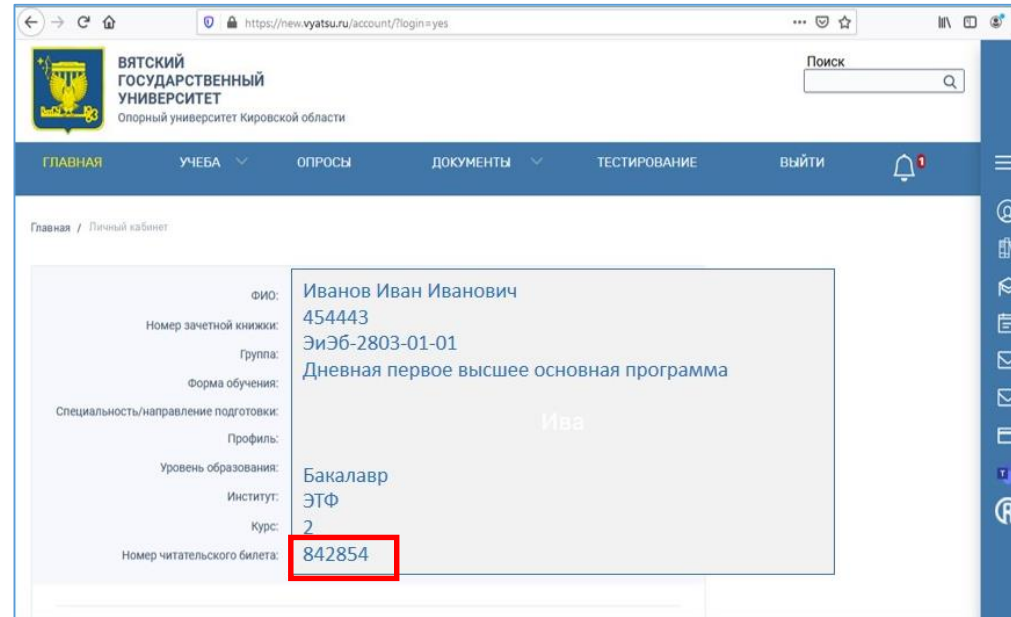 https://new.vyatsu.ru/account/?login=yes
ВЯТСКИЙ
ГОСУДАРСТВЕННЫЙ
УНИВЕРСИТЕТ
Опорный университет Кировской области
Поиск
ГЛАВНАЯ УЧЕБА ОПРОСЫ ДОКУМЕНТЫ ТЕСТИРОВАНИЕ ВЫЙТИ 1
Главная / Личный кабинет
ФИО: Иванов Иван Иванович
Номер зачетной книжки: 454443
Группа: ЭиЭб-2803-01-01
Форма обучения: Дневная первое высшее основная программа
Специальность/направление подготовки:
Ива
Профиль:
Уровень образования: Бакалавр
Институт: ЭТФ
Курс: 2
Номер читательского билета: 842854